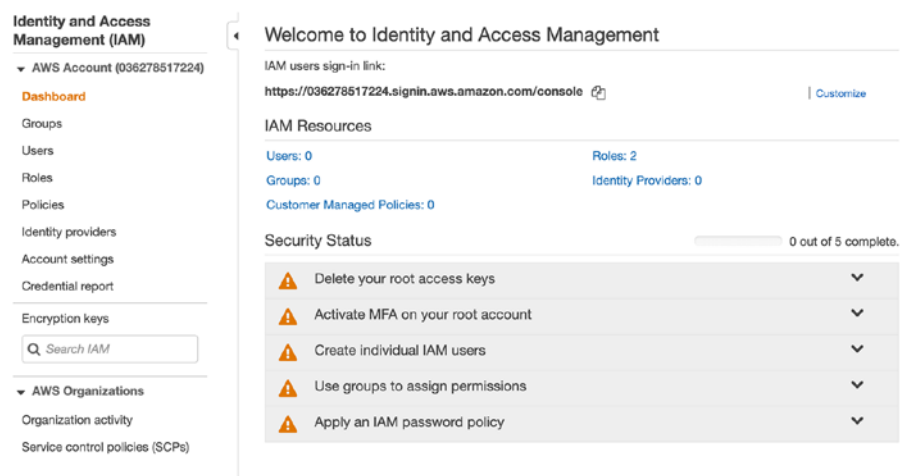 Identity and Access
Management (IAM)
AWS Account (036278517224)
Dashboard
Groups
Users
Roles
Policies
Identity providers
Account settings
Credential report
Encryption keys
Search IAM
AWS Organizations
Organization activity
Service control policies (SCPs)
Welcome to Identity and Access Management
IAM users sign-in link:
https://036278517224.signin.aws.amazon.com/console
Customize
IAM Resources
Users: 0
Roles: 2
Groups: 0
Identity Providers: 0
Customer Managed Policies: 0
Security Status
0 out of 5 complete.
Delete your root access keys
Activate MFA on your root account
Create individual IAM users
Use groups to assign permissions
Apply an IAM password policy